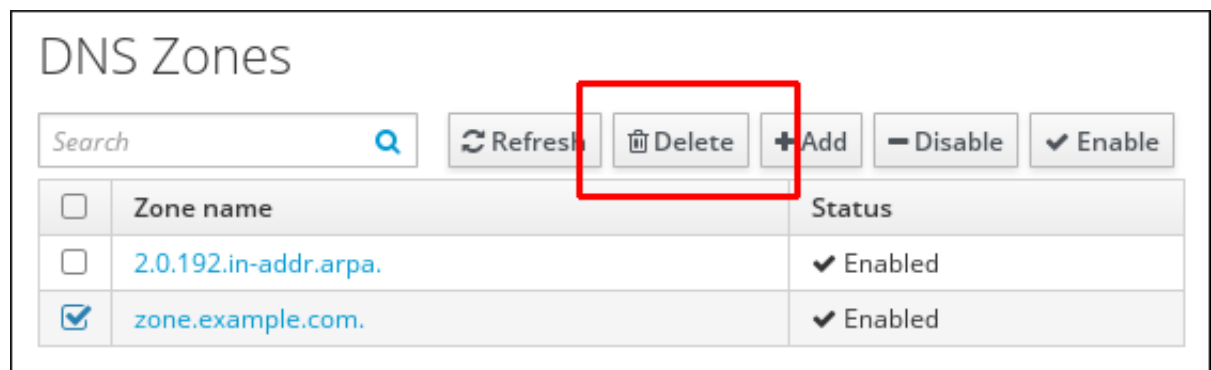 DNS Zones
Search Refresh Delete Add Disable Enable
Zone name Status
2.0.192.in-addr.arpa. Enabled
zone.example.com. Enabled